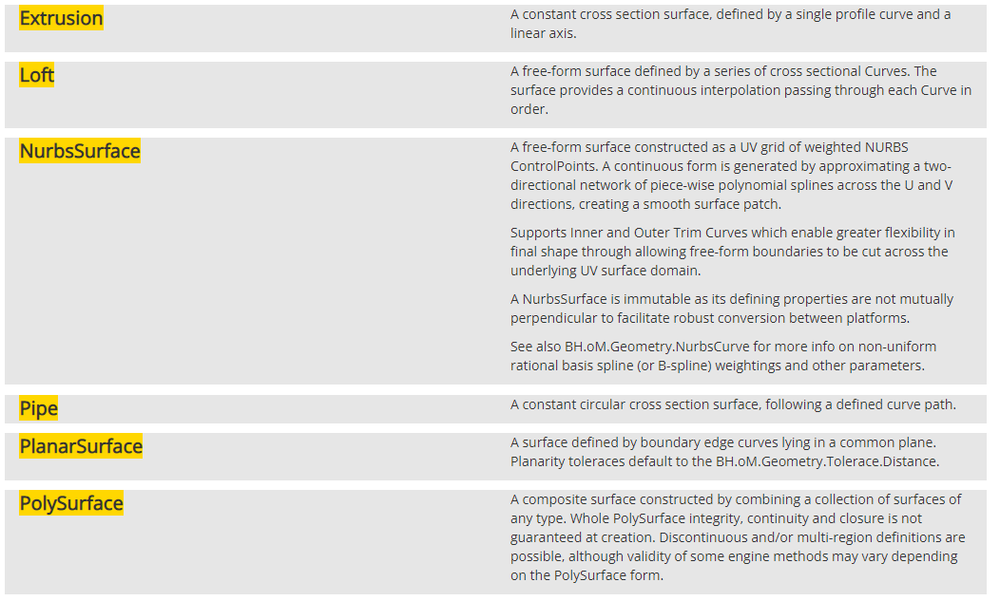 Extrusion
A constant cross section surface, defined by a single profile curve and a
linear axis.
Loft
A free-form surface defined by a series of cross sectional Curves. The
surface provides a continuous interpolation passing through each Curve in
order.
NurbsSurface
A free-form surface constructed as a UV grid of weighted NURBS
ControlPoints. A continuous form is generated by approximating a two-
directional network of piece-wise polynomial splines across the U and V
directions, creating a smooth surface patch.
Supports Inner and Outer Trim Curves which enable greater flexibility in
final shape through allowing free-form boundaries to be cut across the
underlying UV surface domain.
A NurbsSurface is immutable as its defining properties are not mutually
perpendicular to facilitate robust conversion between platforms.
See also BH.oM.Geometry.NurbsCurve for more info on non-uniform
rational basis spline (or B-spline) weightings and other parameters.
Pipe
A constant circular cross section surface, following a defined curve path.
PlanarSurface
A surface defined by boundary edge curves lying in a common plane.
Planarity toleraces default to the BH.oM.Geometry.Tolerace.Distance.
PolySurface
A composite surface constructed by combining a collection of surfaces of
any type. Whole PolySurface integrity, continuity and closure is not
guaranteed at creation. Discontinuous and/or multi-region definitions are
possible, although validity of some engine methods may vary depending
on the PolySurface form.